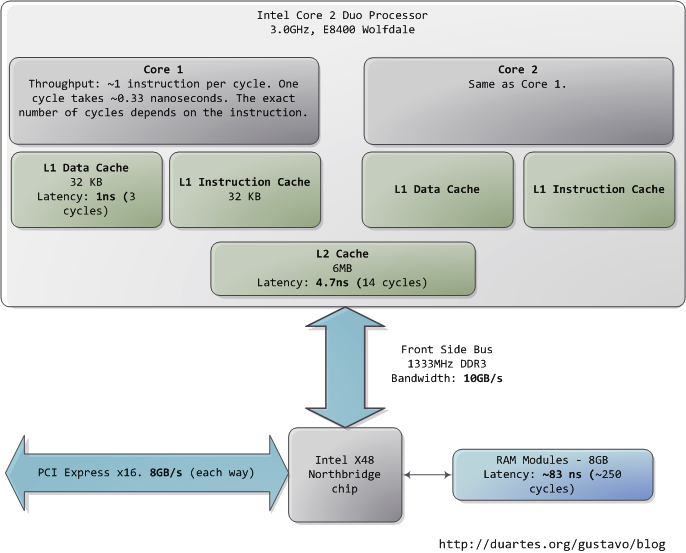 Intel Core 2 Duo Processor
3.0GHz, E8400 Wolfdale
Core 1
Throughput: ~1 instruction per cycle. One
cycle takes ~0.33 nanoseconds. The exact
number of cycles depends on the instruction.
Core 2
Same as Core 1.
L1 Data Cache
32 KB
Latency: 1ns (3
cycles)
L1 Instruction Cache
32 KB
L1 Data Cache
L1 Instruction Cache
L2 Cache
6MB
Latency: 4.7ns (14 cycles)
Front Side Bus
1333MHz DDR3
Bandwidth: 10GB/s
PCI Express x16. 8GB/s (each way)
Intel X48
Northbridge
chip
RAM Modules - 8GB
Latency: ~83 ns (~250
cycles)
http://duartes.org/gustavo/blog